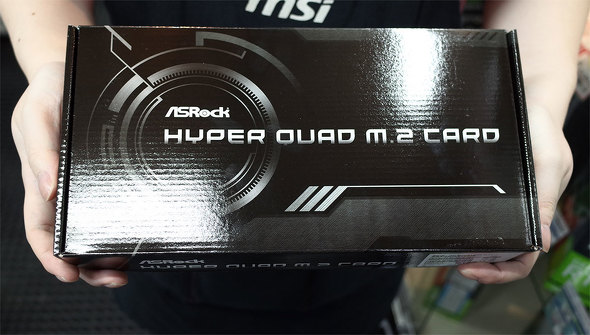 msi
ASRock
HYPER QUAD M.2 CARD
ASRock
HYPER QUAD M.2 CARD